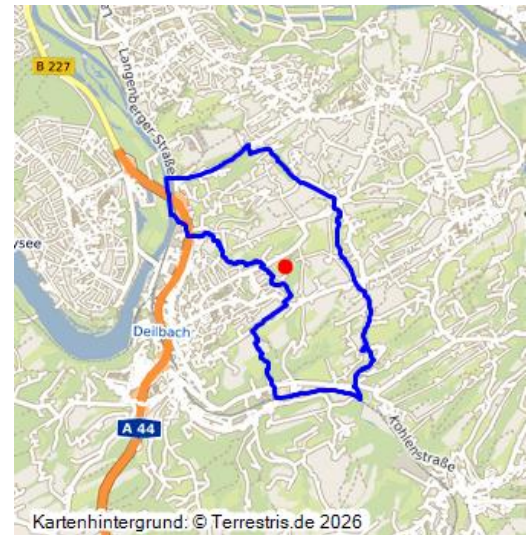 B 227
Langenberger-Straße
ysee
Deilbach
A 44
Kohlenstraße
Kartenhintergrund: © Terrestris.de 2026